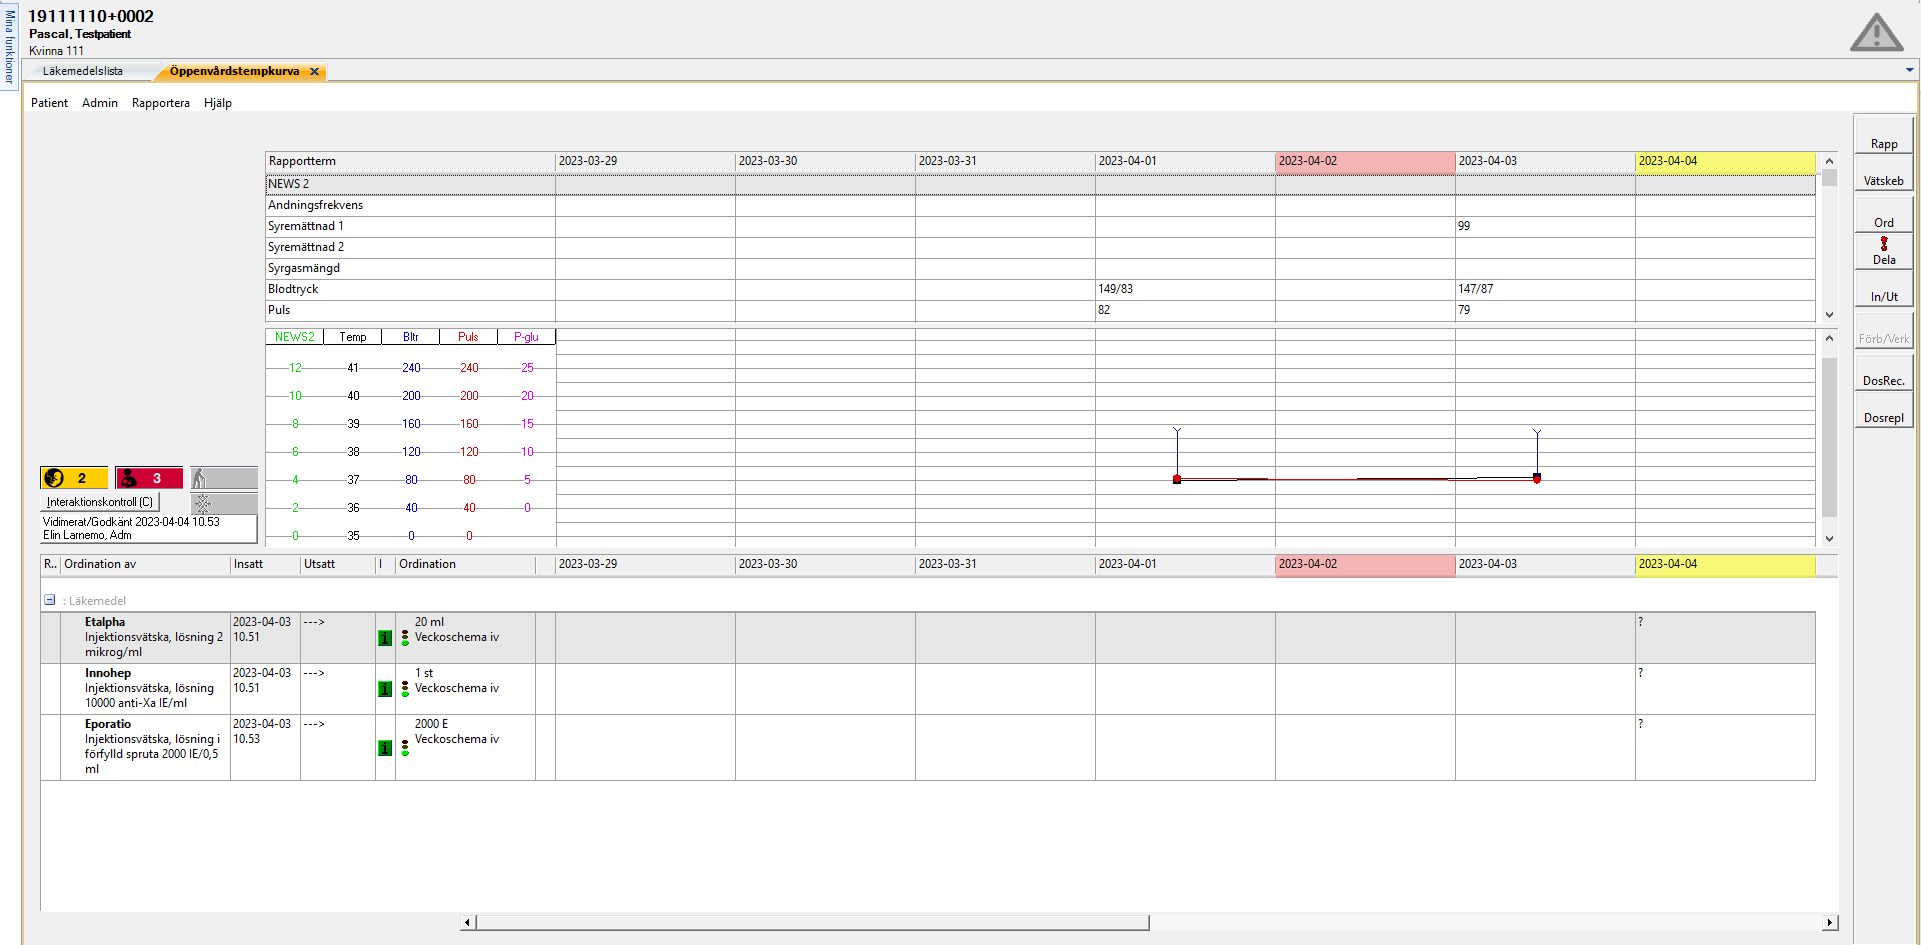 Mina funktioner
19111110+0002
Pascal, Testpatient
Kvinna 111
Läkemedelslista
Öppenvårdstempkurva
Patient Admin Rapportera Hjälp
Rapportterm 2023-03-29 2023-03-30 2023-03-31 2023-04-01 2023-04-02 2023-04-03 2023-04-04
NEWS 2
Andningsfrekvens
Syremättnad 1 99
Syremättnad 2
Syrgasmängd
Blodtryck 149/83 147/87
Puls 82 79
NEWS2 Temp Bltr Puls P-glu
12 41 240 240 25
10 40 200 200 20
8 39 160 160 15
6 38 120 120 10
4 37 80 80 5
2 36 40 40 0
0 35 0 0
2 3
Interaktionskontroll (C)
Vidimerat/Godkänt 2023-04-04 10.53
Elin Larnemo, Adm
R.. Ordination av Insatt Utsatt I Ordination 2023-03-29 2023-03-30 2023-03-31 2023-04-01 2023-04-02 2023-04-03 2023-04-04
: Läkemedel
Etalpha 2023-04-03 ---> 20 ml ?
Injektionsvätska, lösning 2 10.51 i Veckoschema iv
mikrog/ml
Innohep 2023-04-03 ---> 1 st ?
Injektionsvätska, lösning 10.51 i Veckoschema iv
10000 anti-Xa IE/ml
Eporatio 2023-04-03 ---> 2000 E ?
Injektionsvätska, lösning i 10.53 i Veckoschema iv
förfylld spruta 2000 IE/0,5
ml
Rapp
Vätskeb
Ord
Dela
In/Ut
Förb/Verk
DosRec.
Dosrepl